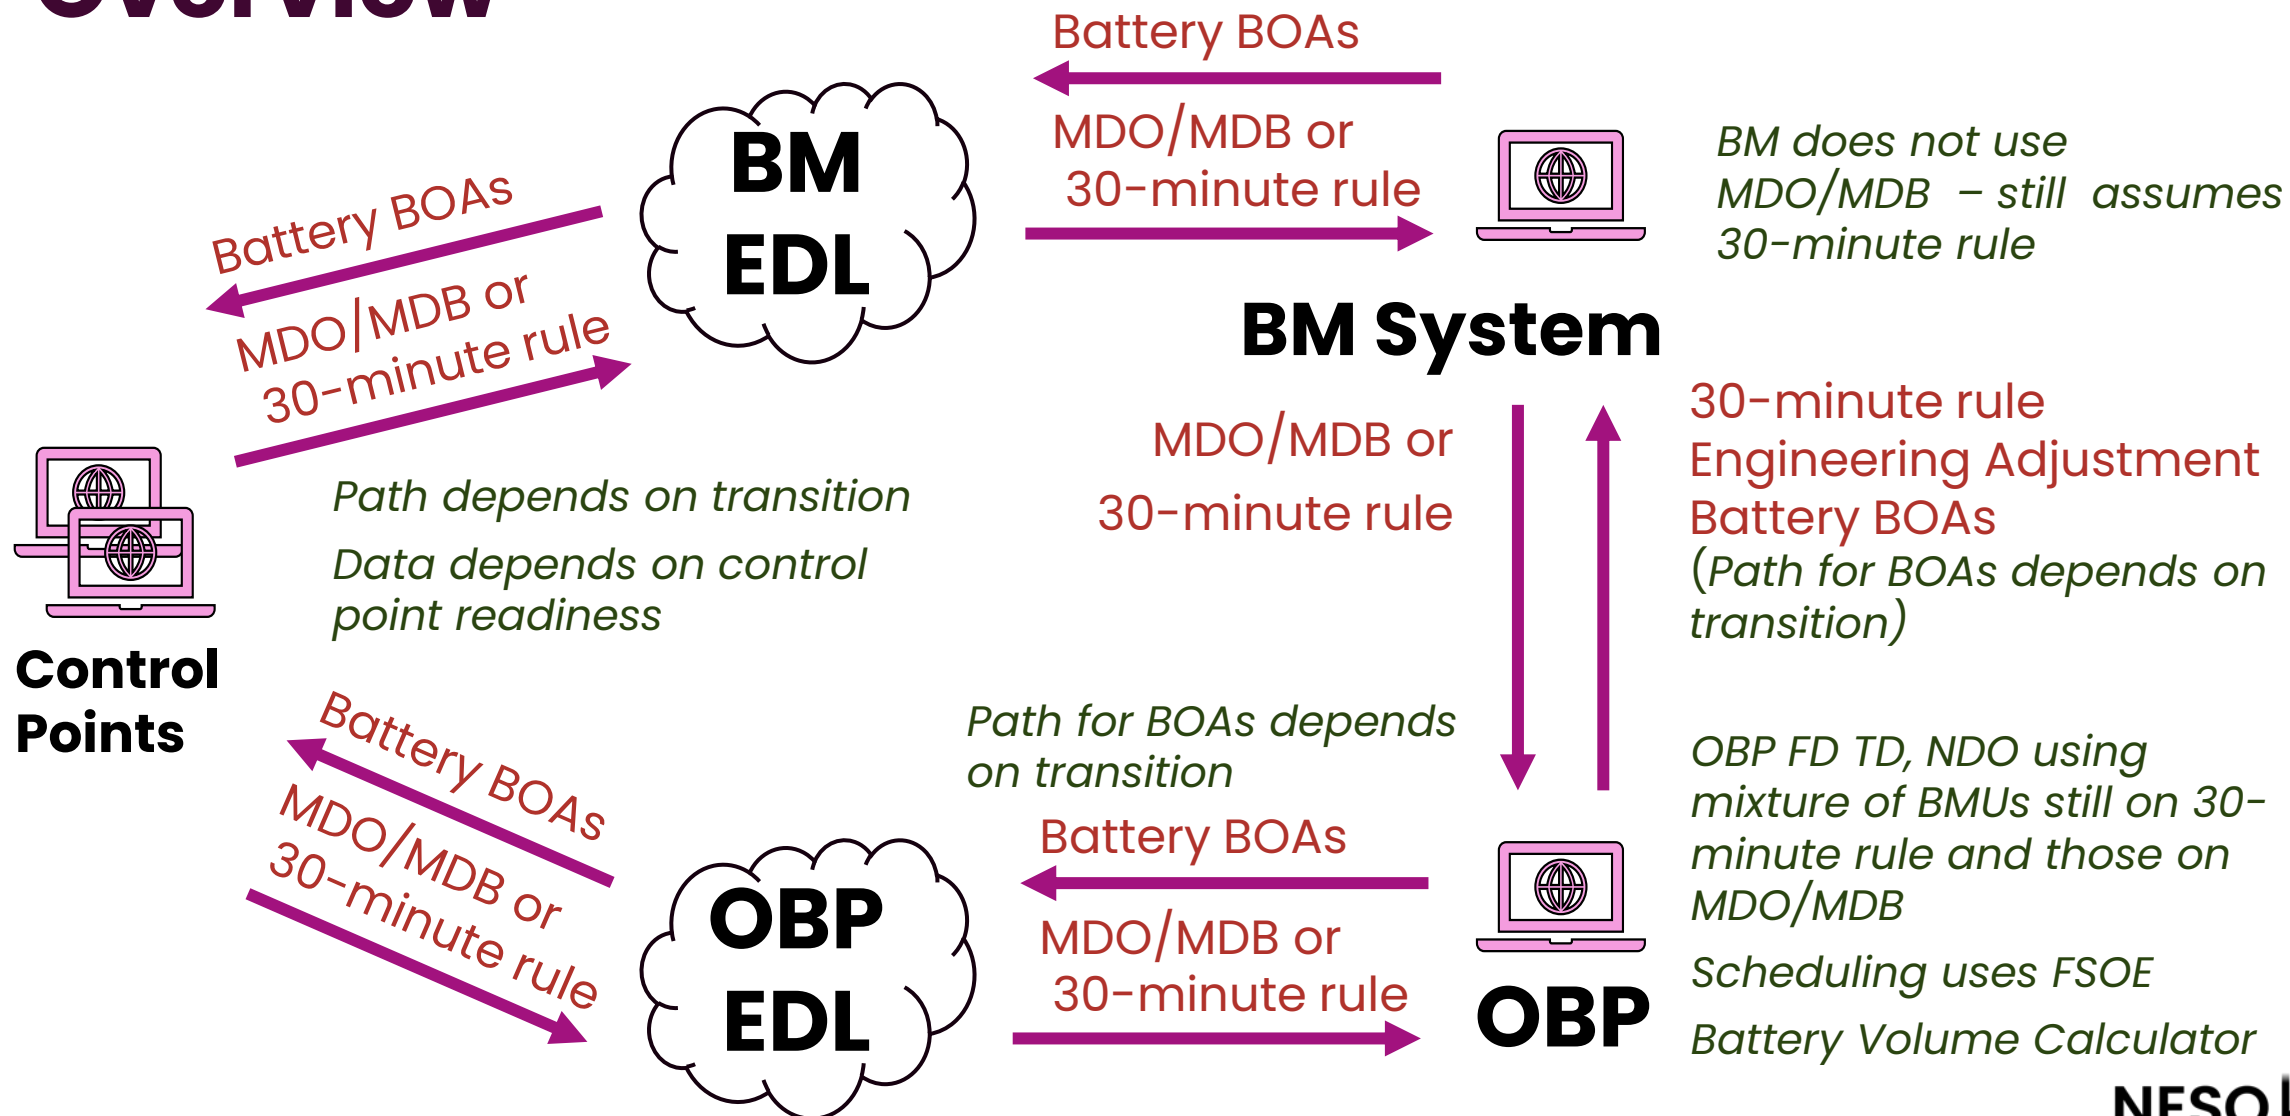 Overview
Battery BOAs
MDO/MDB or
30-minute rule
BM
EDL
BM does not use
MDO/MDB – still assumes
30-minute rule
Battery BOAs
MDO/MDB or
30-minute rule
BM System
MDO/MDB or
30-minute rule
30-minute rule
Engineering Adjustment
Battery BOAs
(Path for BOAs depends on
transition)
Path depends on transition
Data depends on control
point readiness
Control
Points
Battery BOAs
MDO/MDB or
30-minute rule
Path for BOAs depends
on transition
Battery BOAs
MDO/MDB or
30-minute rule
OBP
EDL
OBP
OBP FD TD, NDO using
mixture of BMUs still on 30-
minute rule and those on
MDO/MDB
Scheduling uses FSOE
Battery Volume Calculator
NESO